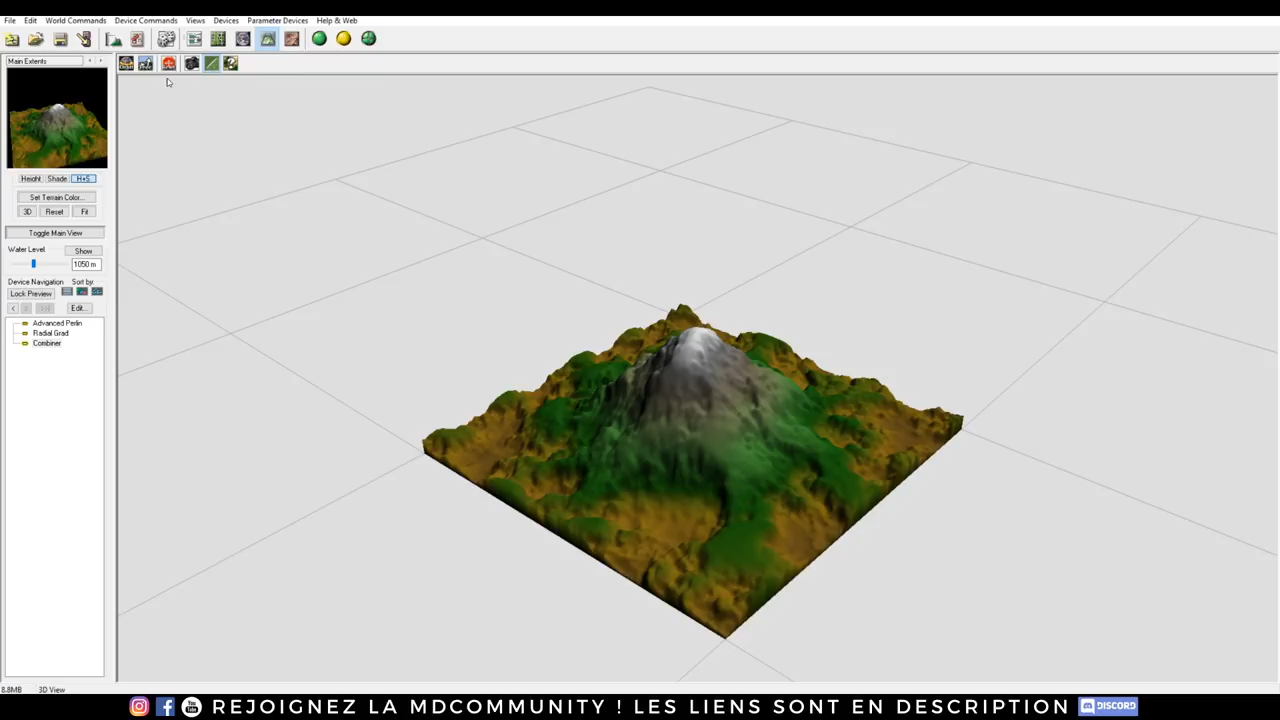 File Edit World Commands Device Commands Views Devices Parameter Devices Help & Web
Main Extents
Height Shade H+S
Set Terrain Color...
3D Reset Fit
Toggle Main View
Water Level Show
1050 m
Device Navigation Sort by:
Lock Preview
Edit...
Advanced Perlin
Radial Grad
Combiner
8.8MB 3D View
REJOIGNEZ LA MDCOMMUNITY ! LES LIENS SONT EN DESCRIPTION DISCORD